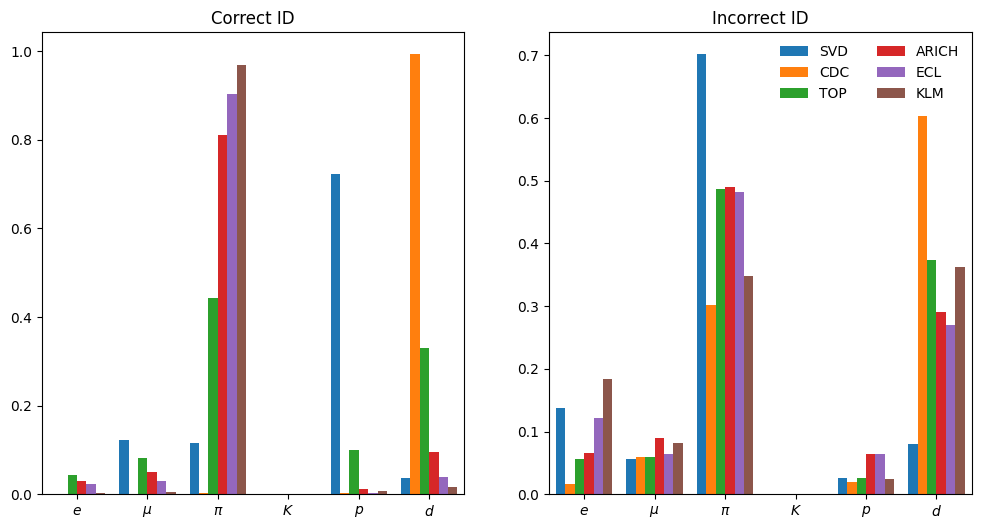 Correct ID
Incorrect ID
1.0
0.8
0.6
0.4
0.2
0.0
e μ π K p d
0.7
0.6
0.5
0.4
0.3
0.2
0.1
0.0
e μ π K p d
SVD
CDC
TOP
ARICH
ECL
KLM